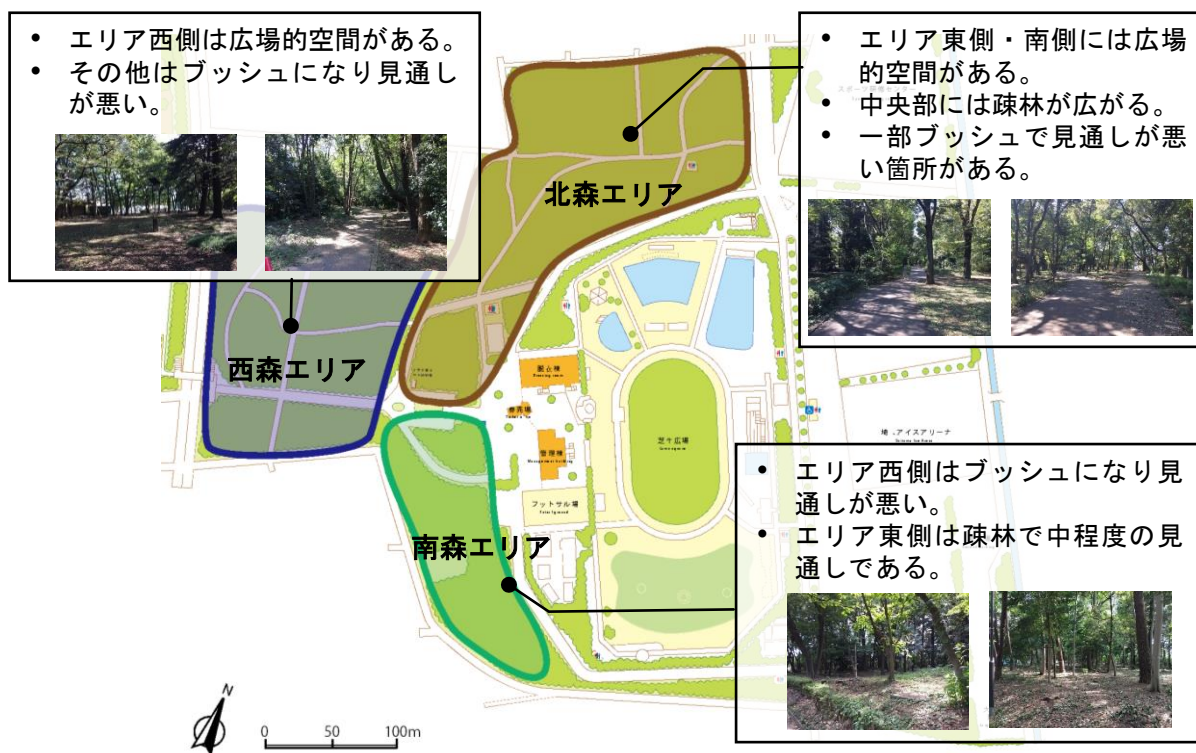 • エリア西側は広場的空間がある。
• その他はブッシュになり見通し
が悪い。
• エリア東側・南側には広場
的空間がある。
• 中央部には疎林が広がる。
• 一部ブッシュで見通しが悪
い箇所がある。
北森エリア
西森エリア
南森エリア
管理棟
フットサル場
芝生広場
アイスアリーナ
• エリア西側はブッシュになり見
通しが悪い。
• エリア東側は疎林で中程度の見
通しである。
N
0 50 100m